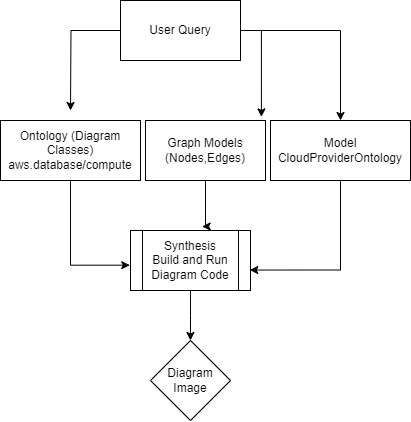 User Query
Ontology (Diagram
Classes)
aws.database/compute
Graph Models
(Nodes,Edges)
Model
CloudProviderOntology
Synthesis
Build and Run
Diagram Code
Diagram
Image